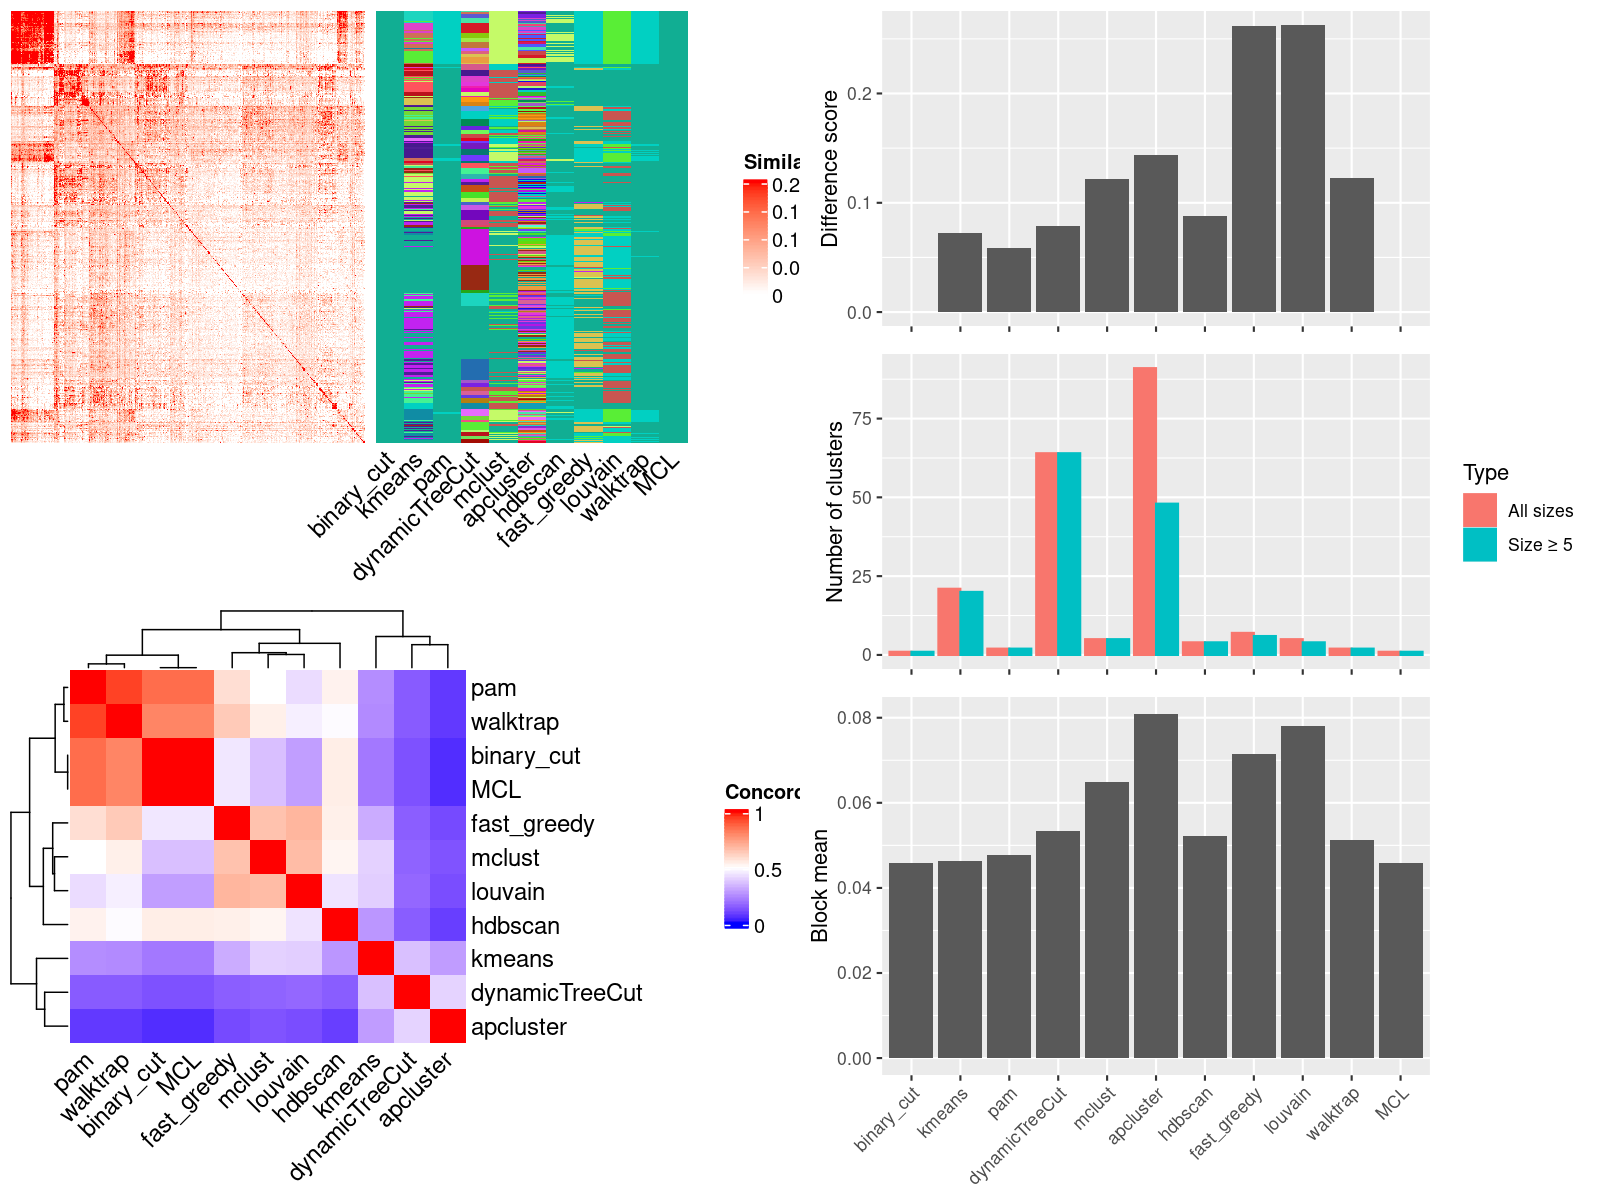 Simila
0.2
0.1
0.1
0.0
0
binary_cut
kmeans
pam
dynamicTreeCut
mclust
apcluster
hdbscan
fast_greedy
louvain
walktrap
MCL
pam
walktrap
binary_cut
MCL
fast_greedy
mclust
louvain
hdbscan
kmeans
dynamicTreeCut
apcluster
pam
walktrap
binary_cut
MCL
fast_greedy
mclust
louvain
hdbscan
kmeans
dynamicTreeCut
apcluster
Concord
1
0.5
0
Difference score
0.2
0.1
0.0
Number of clusters
75
50
25
0
Type
All sizes
Size ≥ 5
Block mean
0.08
0.06
0.04
0.02
0.00
binary_cut
kmeans
pam
dynamicTreeCut
mclust
apcluster
hdbscan
fast_greedy
louvain
walktrap
MCL